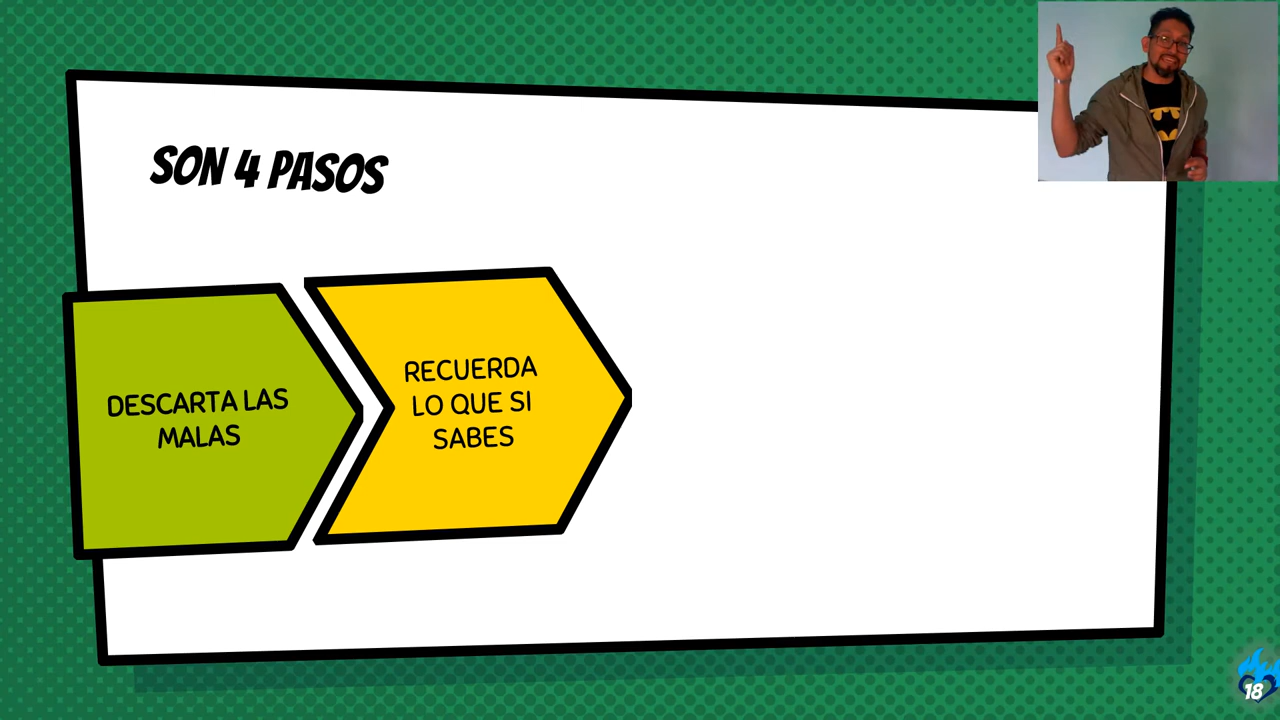 SON 4 PASOS
DESCARTA LAS
MALAS
RECUERDA
LO QUE SI
SABES
18